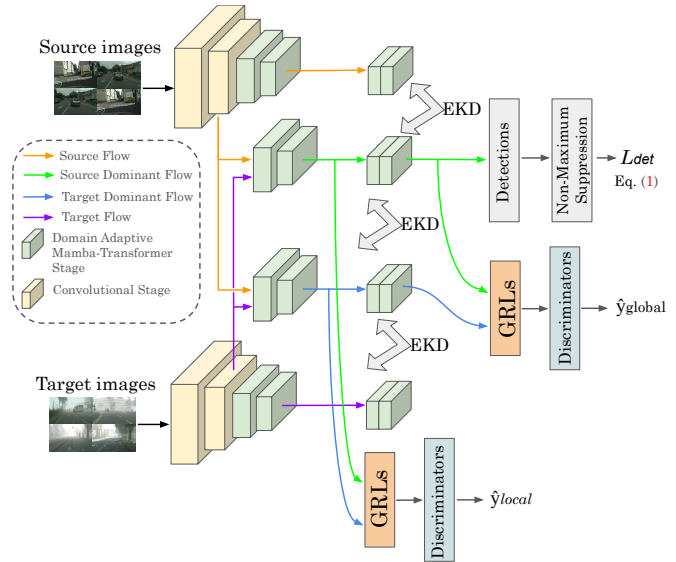 Source images
EKD
Source Flow
Source Dominant Flow
Target Dominant Flow
Target Flow
Domain Adaptive
Mamba-Transformer
Stage
Convolutional Stage
Detections
Non-Maximum
Suppression
Ldet
Eq. (1)
EKD
GRLs
Discriminators
ŷglobal
EKD
Target images
GRLs
Discriminators
ŷlocal